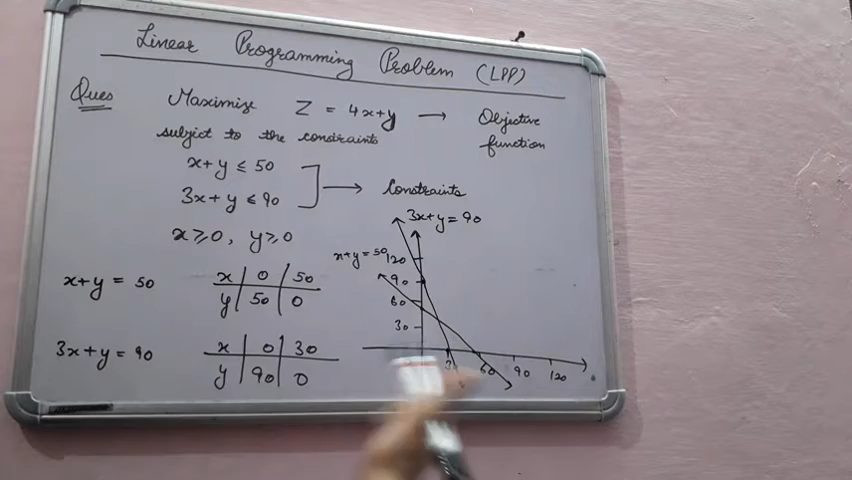 Linear Programming Problem (LPP)
Ques Maximize Z = 4x+y → Objective function
subject to the constraints
x+y ≤ 50
3x+y ≤ 90
→ Constraints
x≥0, y≥0
x+y = 50
x 0 50
y 50 0
3x+y = 90
x 0 30
y 90 0
3x+y = 90
x+y = 50
120
90
60
30
60 90 120